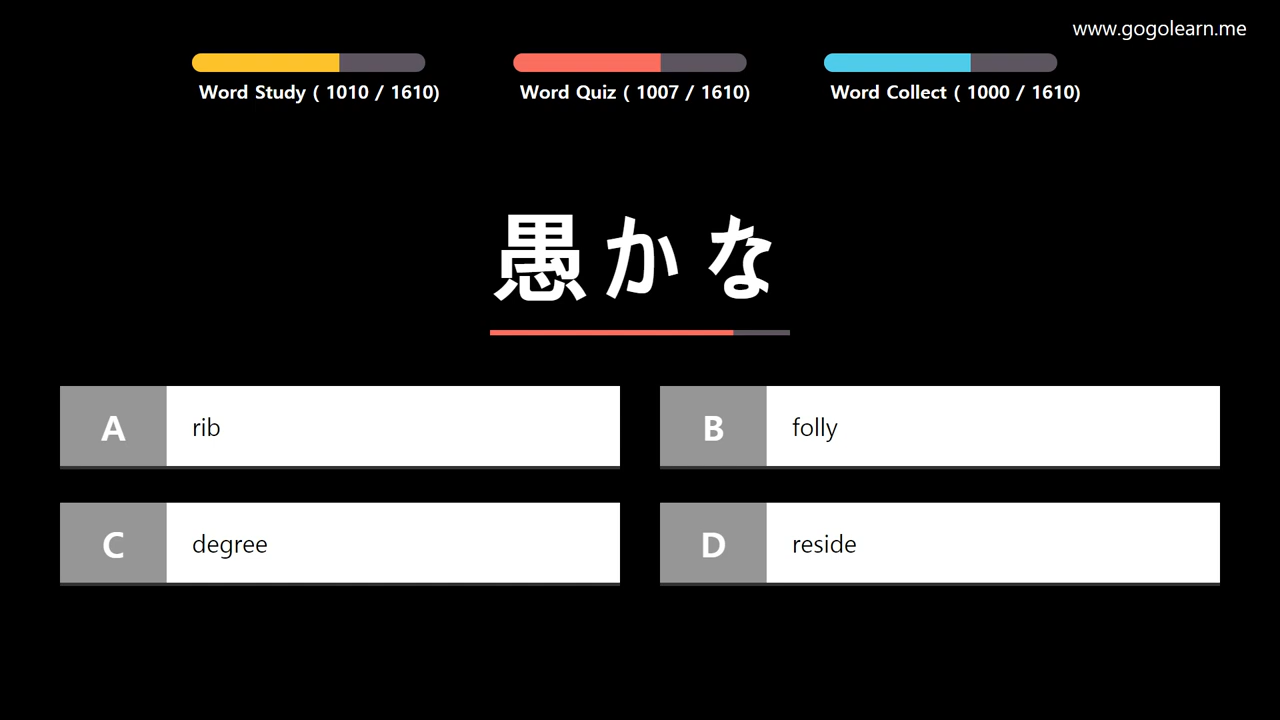 www.gogolearn.me
Word Study ( 1010 / 1610)
Word Quiz ( 1007 / 1610)
Word Collect ( 1000 / 1610)
愚かな
A rib
B folly
C degree
D reside